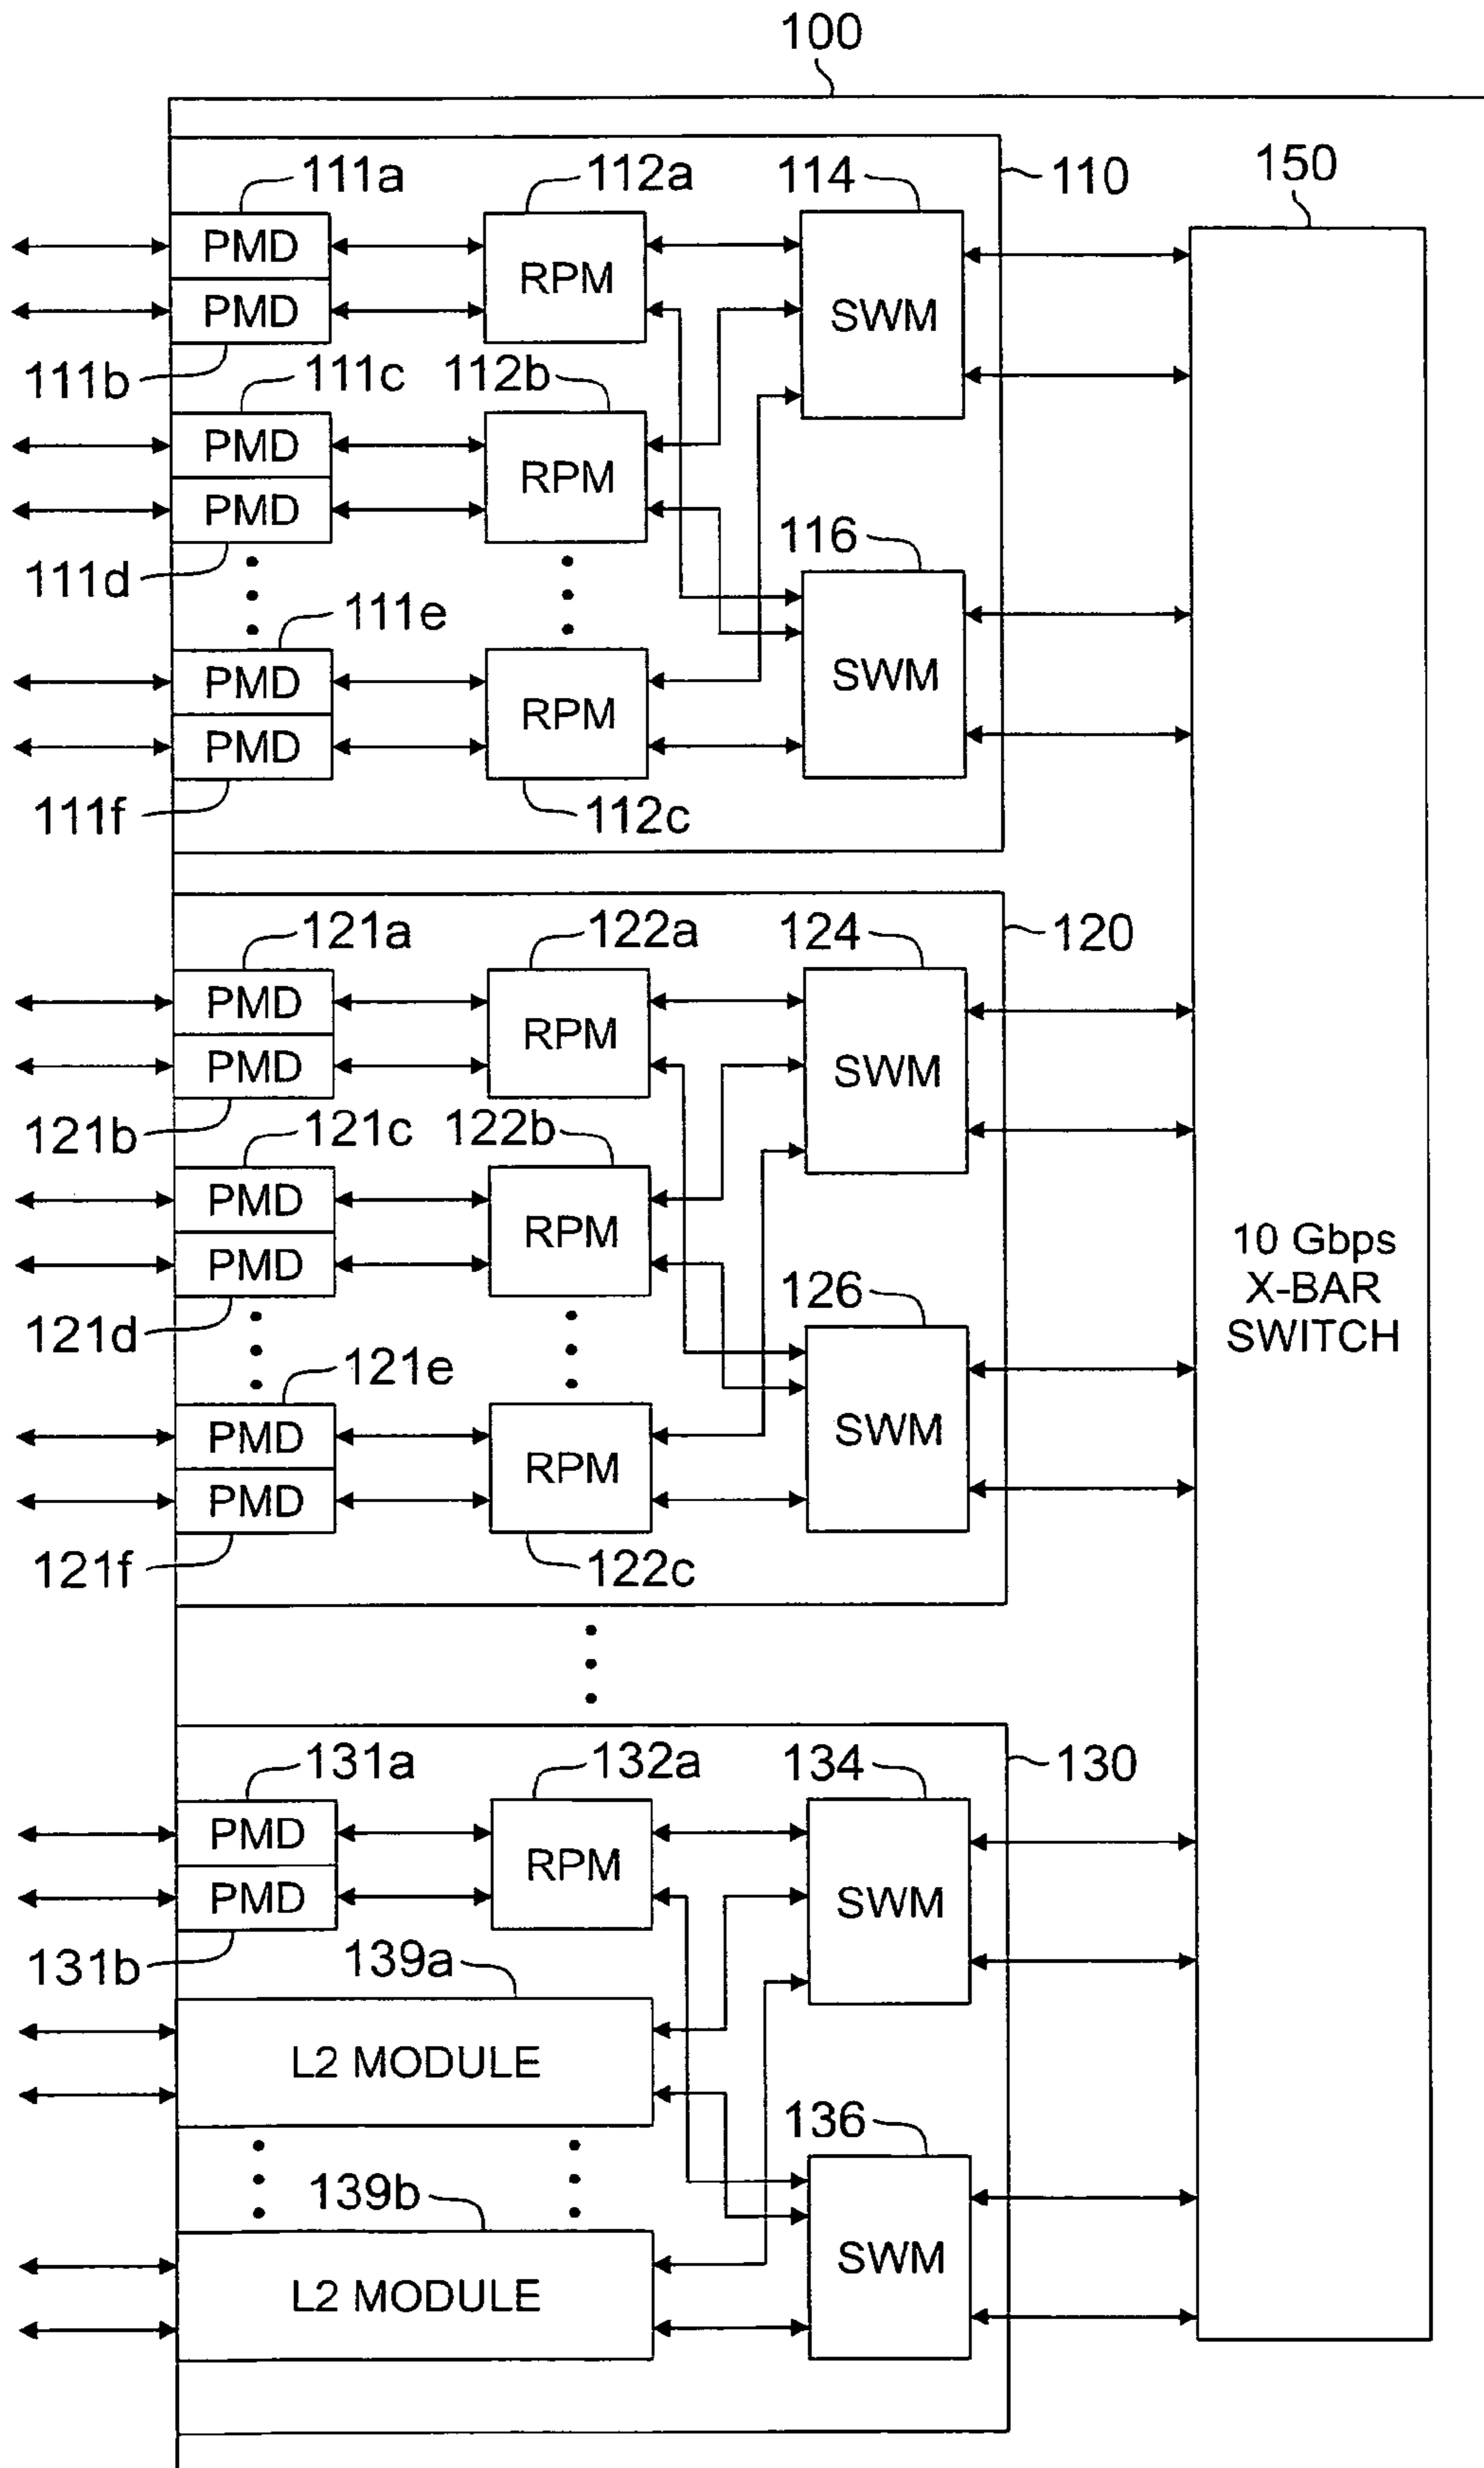 100
111a 112a 114 110 150
PMD
PMD
RPM
SWM
111b 111c 112b
PMD
PMD
RPM
111d 116
111e
PMD
PMD
RPM
SWM
111f 112c
121a 122a 124 120
PMD
PMD
RPM
SWM
121b 121c 122b
PMD
PMD
RPM
10 Gbps
X-BAR
SWITCH
121d 126
121e
PMD
PMD
RPM
SWM
121f 122c
131a 132a 134 130
PMD
PMD
RPM
SWM
131b 139a
L2 MODULE
136
139b
L2 MODULE
SWM